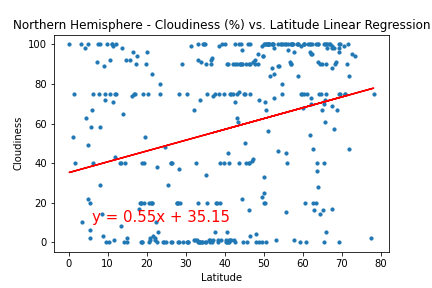 Northern Hemisphere - Cloudiness (%) vs. Latitude Linear Regression
100
80
60
40
20
0
Cloudiness
y = 0.55x + 35.15
0 10 20 30 40 50 60 70 80
Latitude